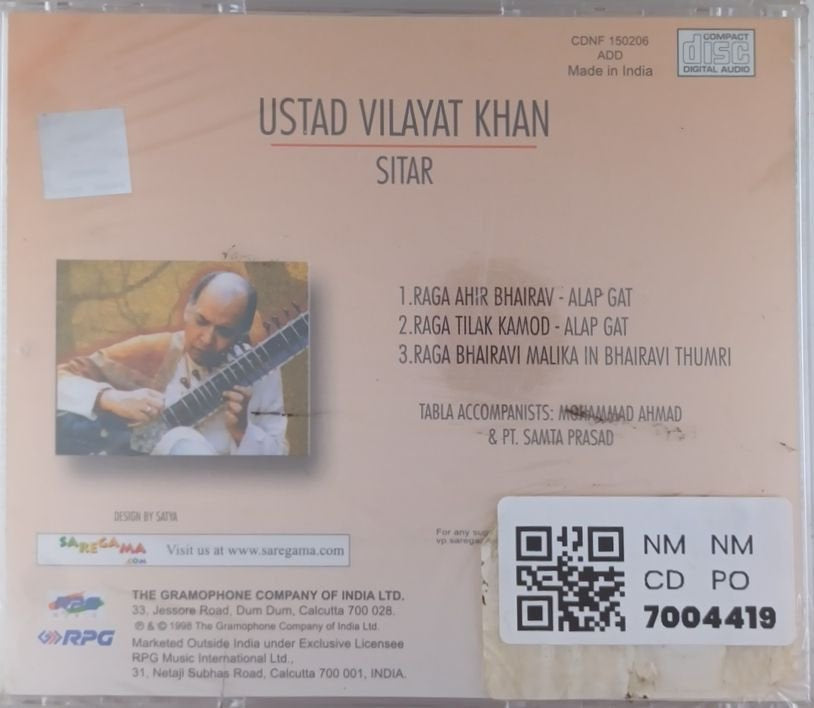 CDNF 150206
ADD
Made in India
COMPACT
disc
DIGITAL AUDIO
USTAD VILAYAT KHAN
SITAR
1.RAGA AHIR BHAIRAV - ALAP GAT
2.RAGA TILAK KAMOD - ALAP GAT
3.RAGA BHAIRAVI MALIKA IN BHAIRAVI THUMRI
TABLA ACCOMPANISTS: MOHAMMAD AHMAD
& PT. SAMTA PRASAD
DESIGN BY SATYA
SAREGAMA
.COM
Visit us at www.saregama.com
For any
vp.saregam
THE GRAMOPHONE COMPANY OF INDIA LTD.
33, Jessore Road, Dum Dum, Calcutta 700 028.
℗ & © 1998 The Gramophone Company of India Ltd.
RPG
Marketed Outside India under Exclusive Licensee
RPG Music International Ltd.,
31, Netaji Subhas Road, Calcutta 700 001, INDIA.
NM NM
CD PO
7004419